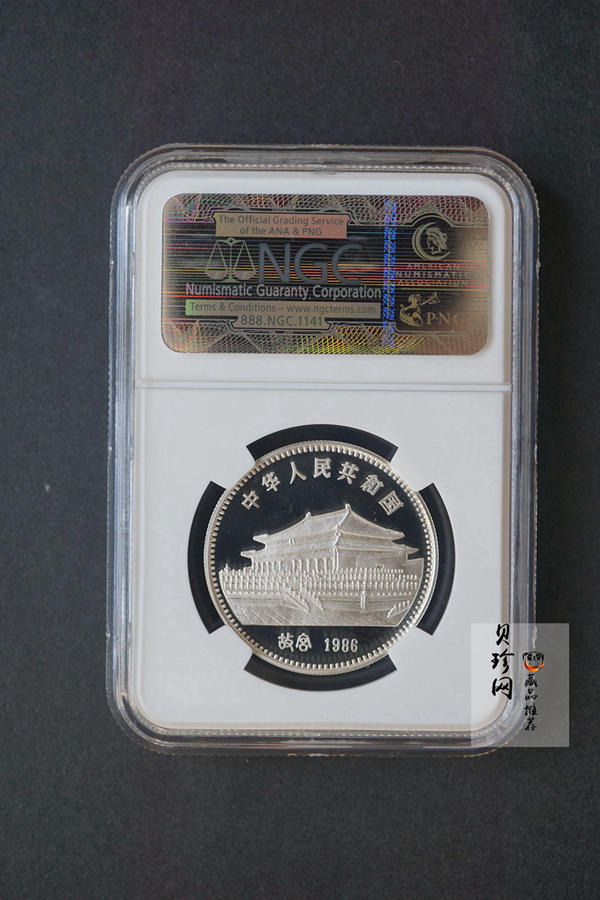 The Official Grading Service
of the ANA & PNG
NGC
Numismatic Guaranty Corporation
Terms & Conditions – www.ngcterms.com
888.NGC.1141
AMERICAN
NUMISMATIC
ASSOCIATION
PNG
中华人民共和国
故宫 1986
贝珍网
藏品推荐